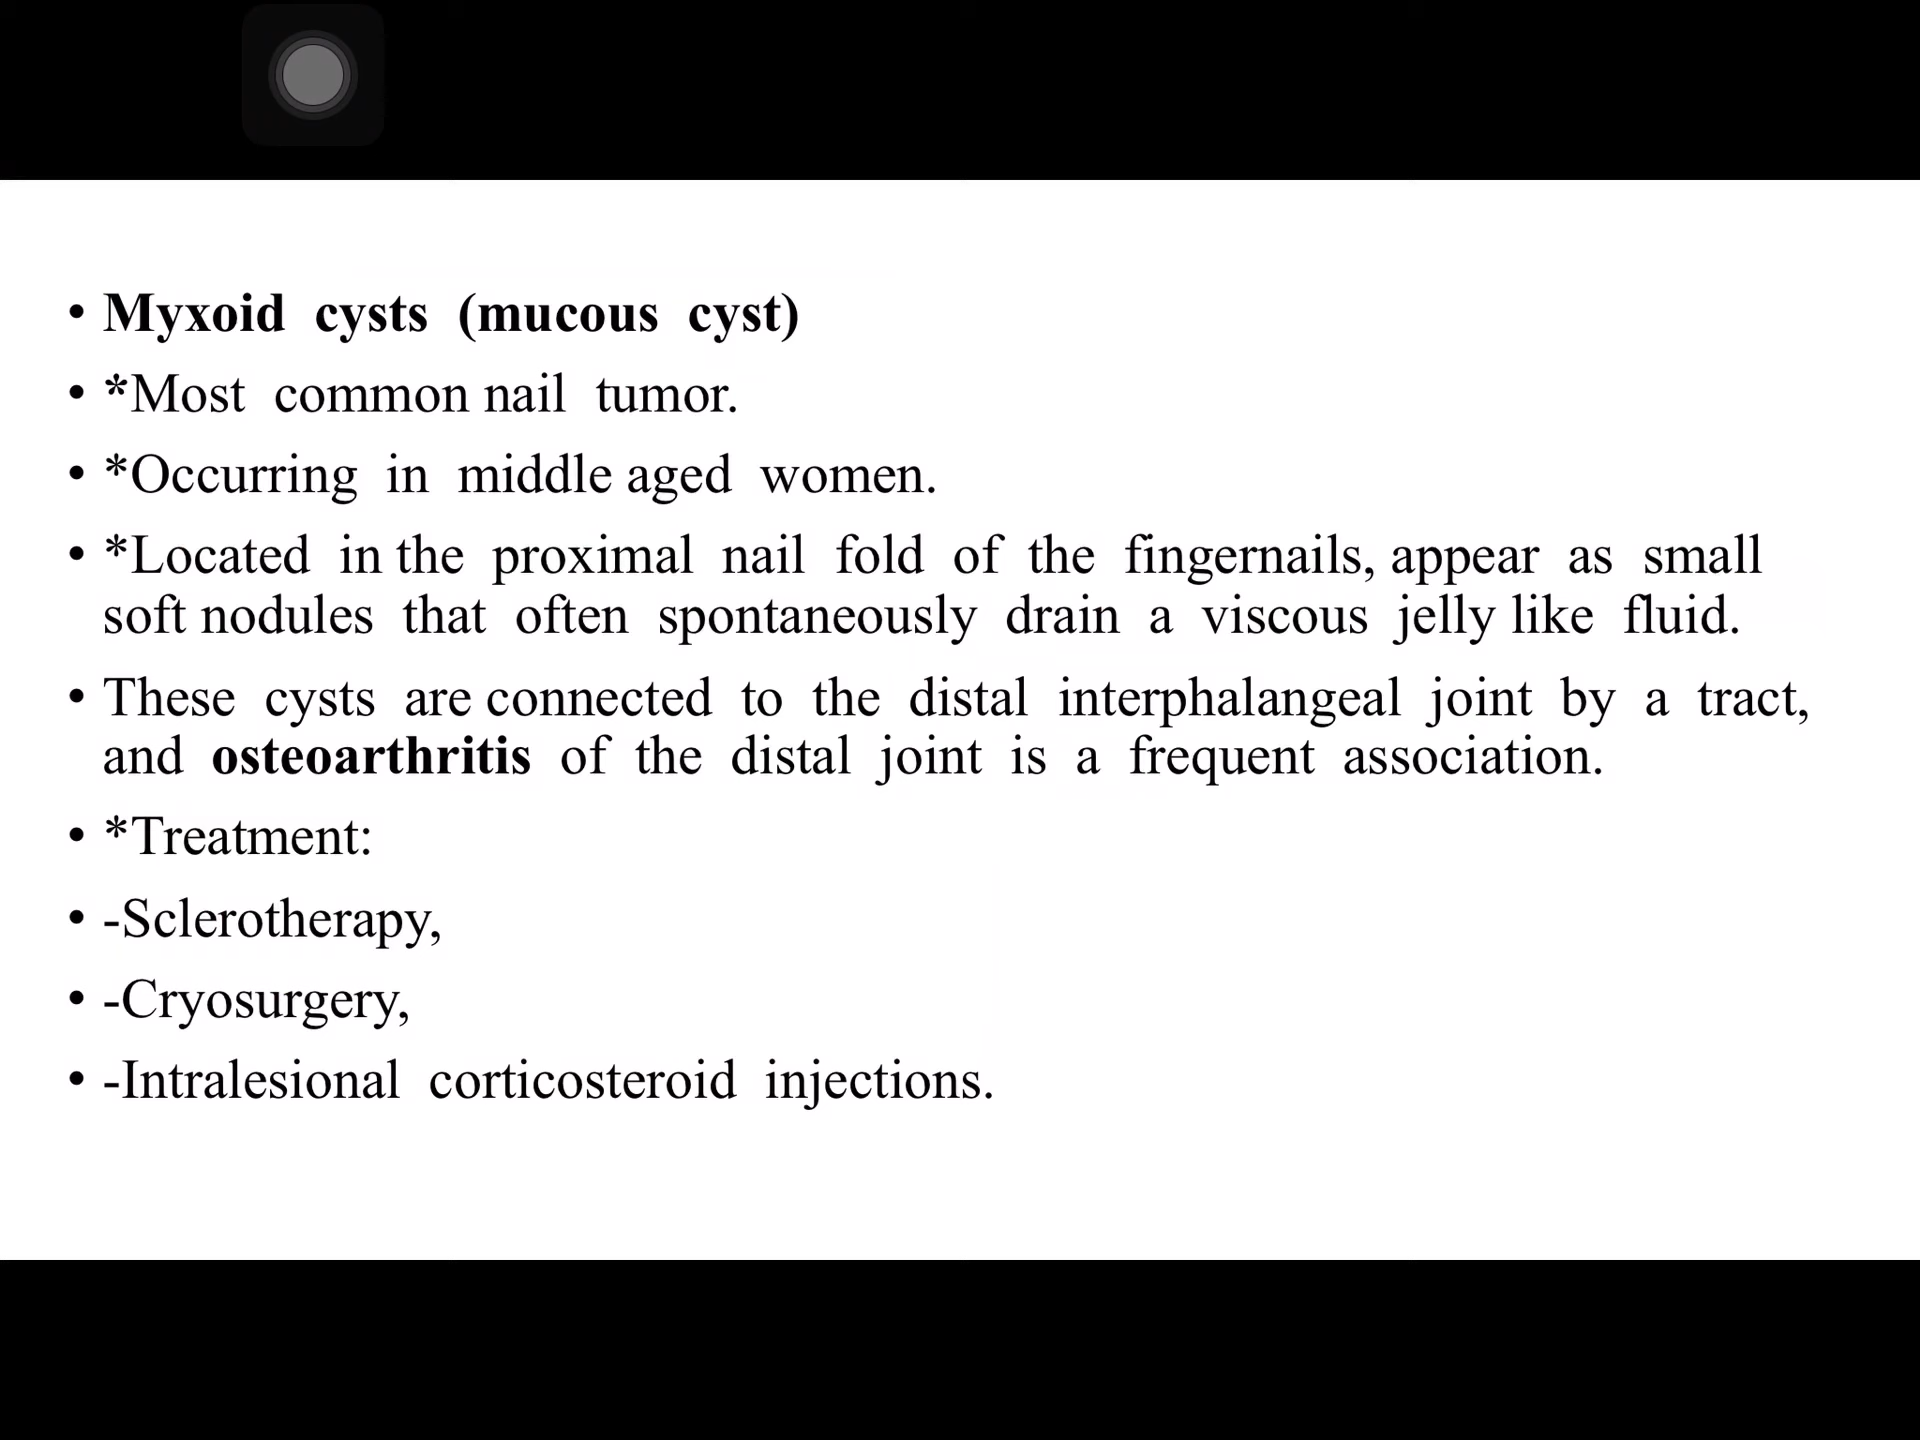 • Myxoid cysts (mucous cyst)
• *Most common nail tumor.
• *Occurring in middle aged women.
• *Located in the proximal nail fold of the fingernails, appear as small
soft nodules that often spontaneously drain a viscous jelly like fluid.
• These cysts are connected to the distal interphalangeal joint by a tract,
and osteoarthritis of the distal joint is a frequent association.
• *Treatment:
• -Sclerotherapy,
• -Cryosurgery,
• -Intralesional corticosteroid injections.